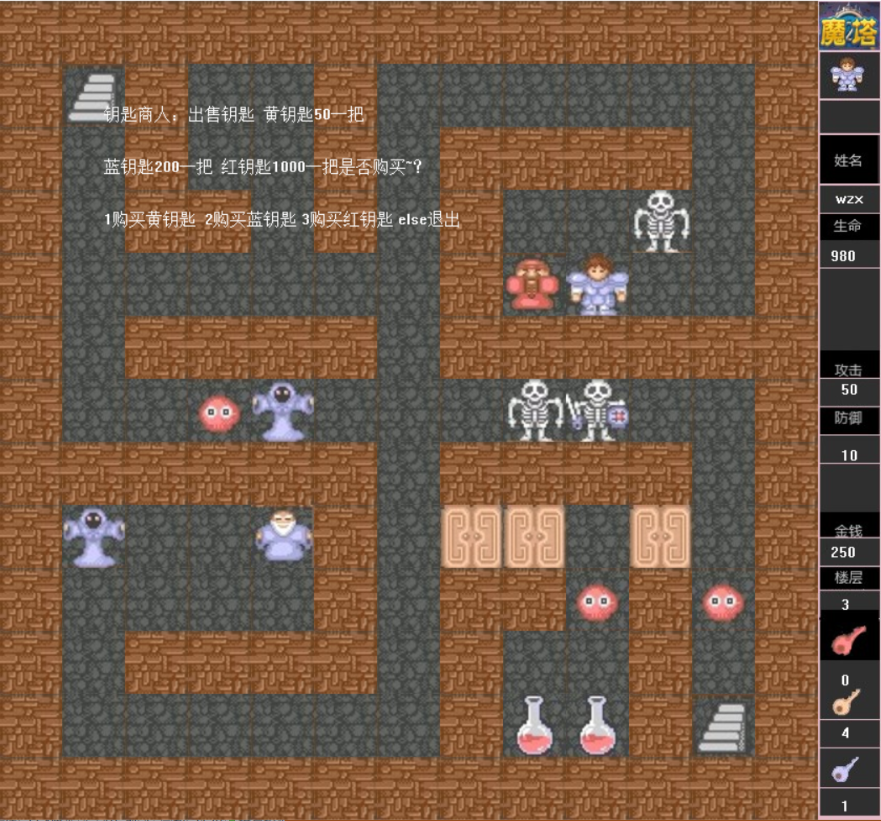 魔塔
钥匙商人：出售钥匙 黄钥匙50一把
蓝钥匙200一把 红钥匙1000一把是否购买~？
1购买黄钥匙 2购买蓝钥匙 3购买红钥匙 else退出
姓名
wzx
生命
980
攻击
50
防御
10
金钱
250
楼层
3
0
4
1